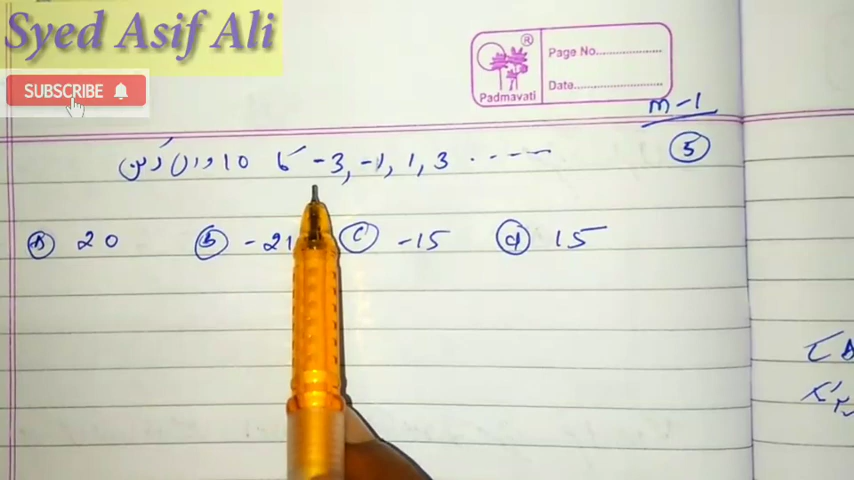 Syed Asif Ali
SUBSCRIBE
® Page No.
Date
Padmavati
m-1
5
-3, -1, 1, 3 ..... کا 10 واں رکن
A 20 B -21 C -15 d 15